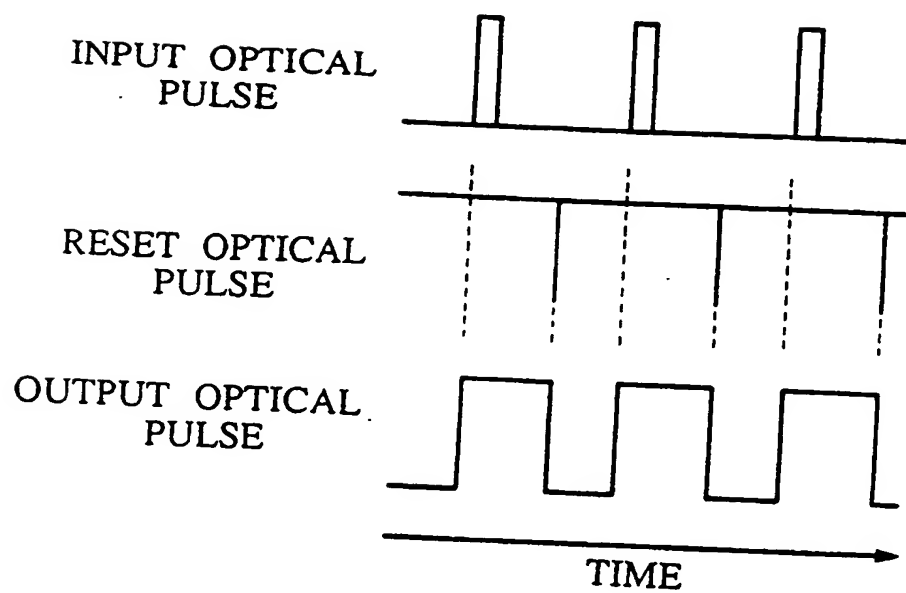 INPUT OPTICAL
PULSE
RESET OPTICAL
PULSE
OUTPUT OPTICAL
PULSE
TIME